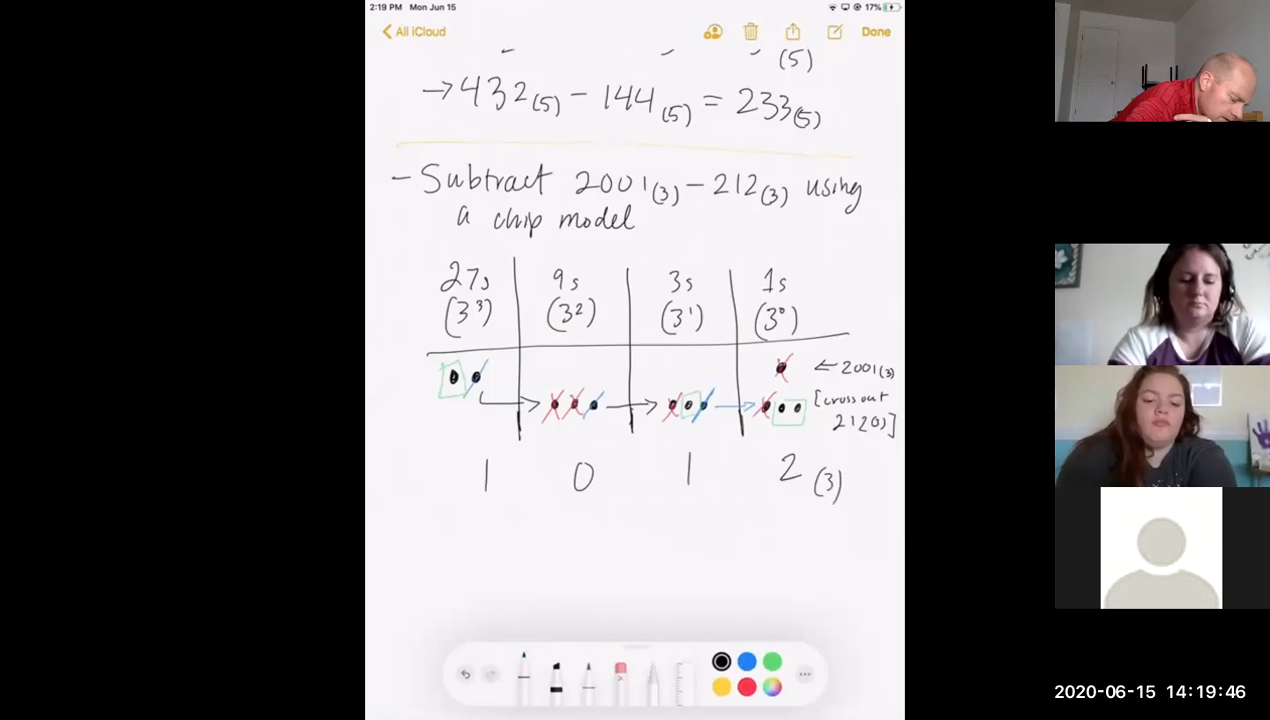 2:19 PM Mon Jun 15
17%
All iCloud
Done
(5)
→432(5) - 144(5) = 233(5)
- Subtract 2001(3) - 212(3) using
a chip model
27s 9s 3s 1s
(3³) (3²) (3¹) (3⁰)
← 2001(3)
[cross out
212(3)]
1 0 1 2 (3)
2020-06-15 14:19:46